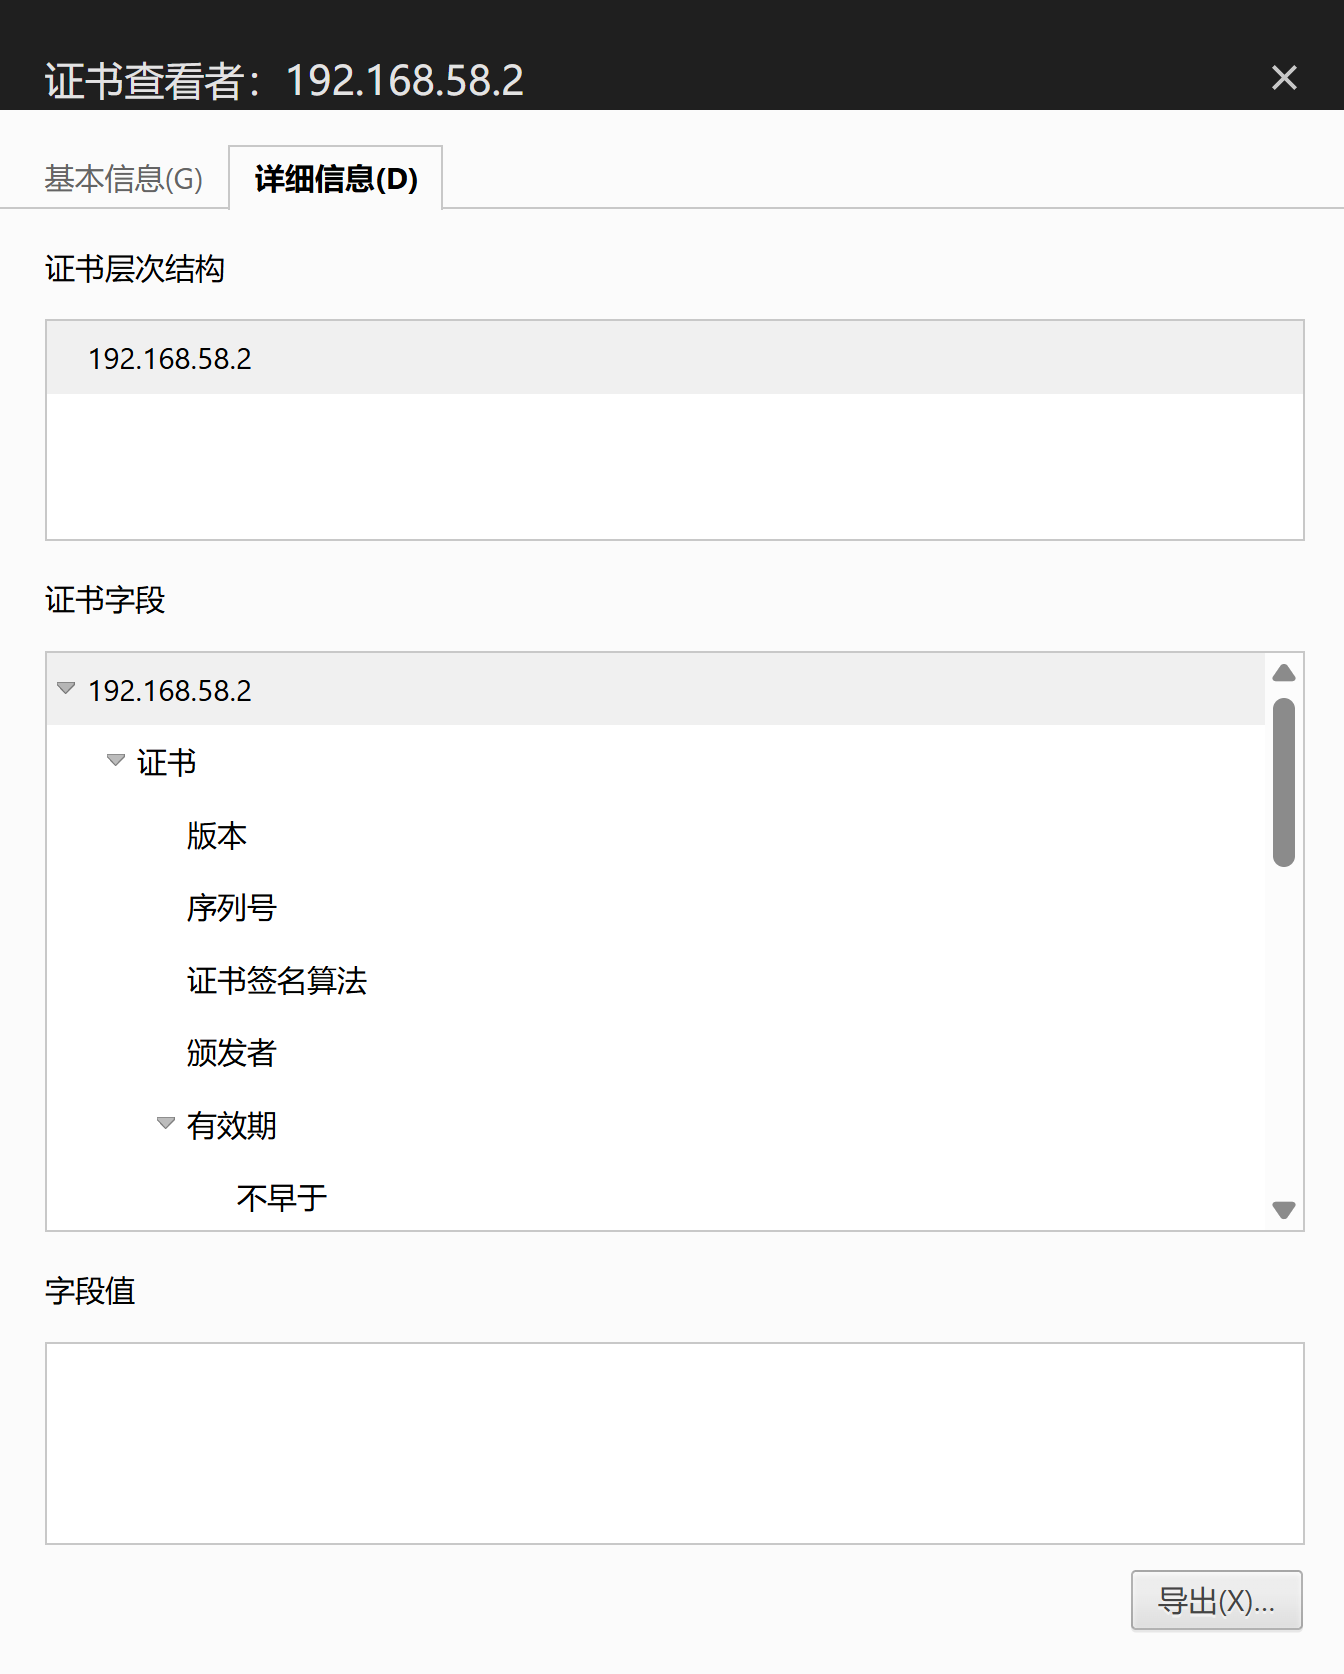 证书查看者：192.168.58.2
基本信息(G) 详细信息(D)
证书层次结构
192.168.58.2
证书字段
192.168.58.2
证书
版本
序列号
证书签名算法
颁发者
有效期
不早于
字段值
导出(X)...